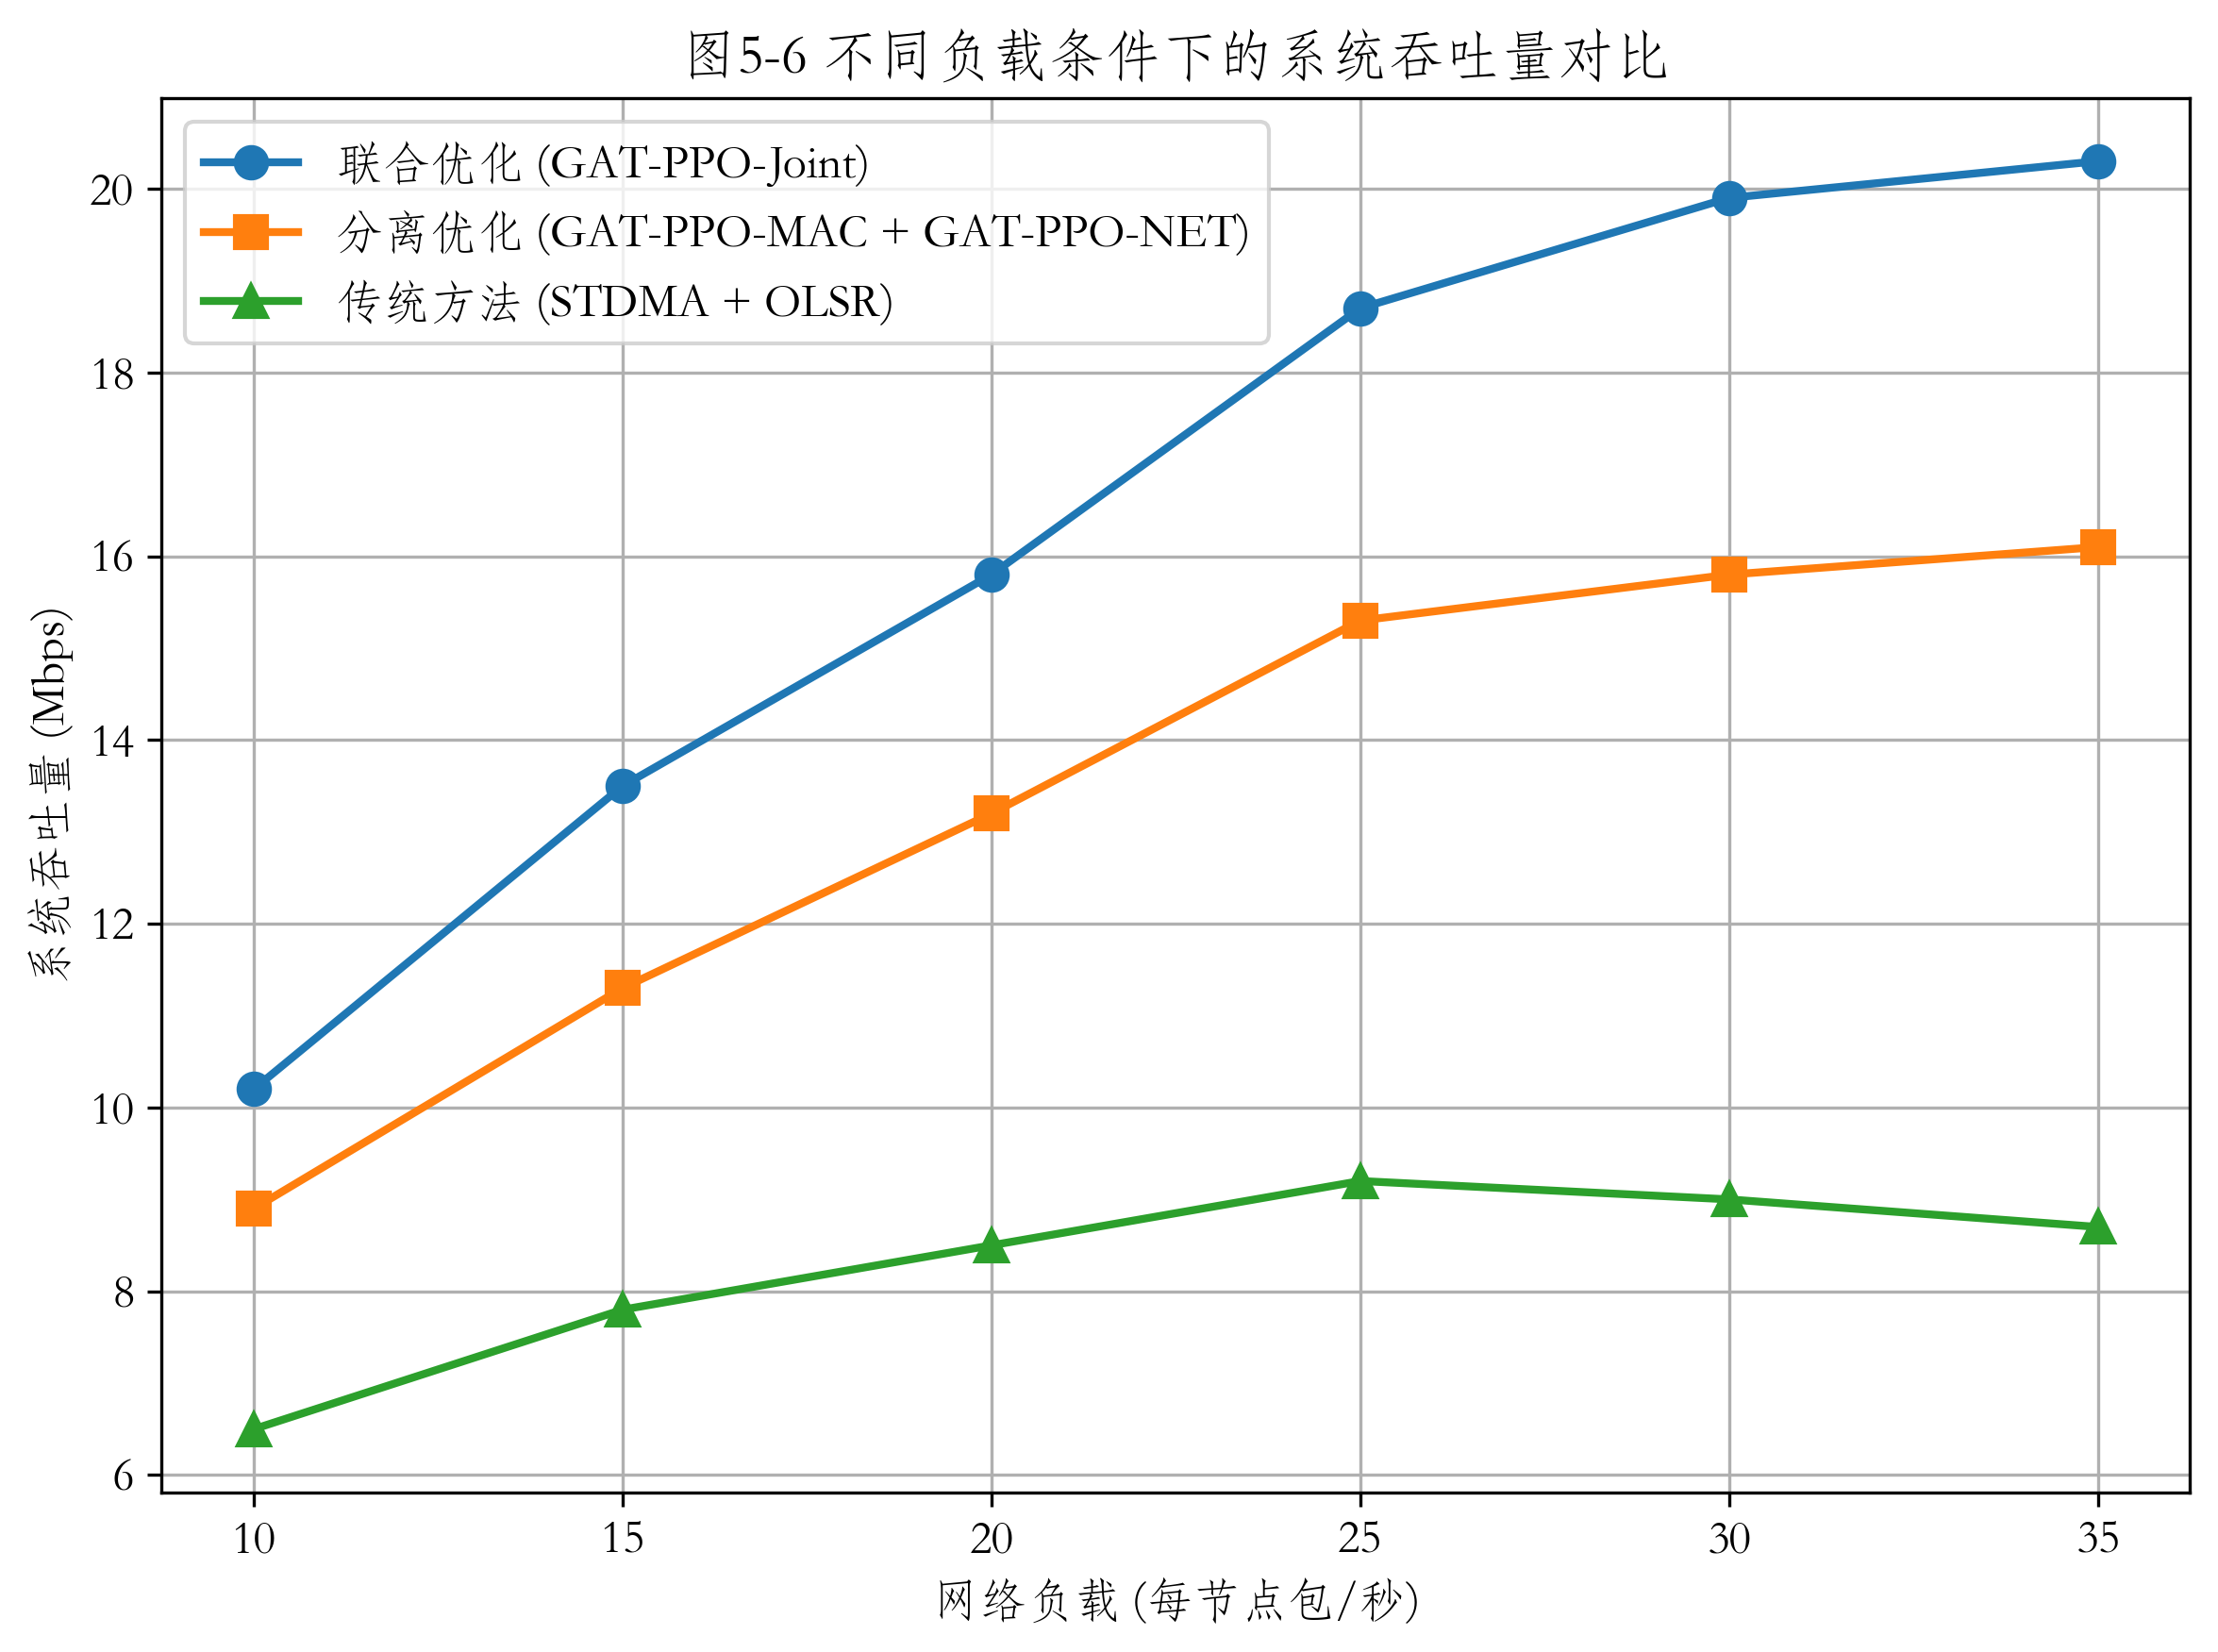 图5-6 不同负载条件下的系统吞吐量对比
联合优化 (GAT-PPO-Joint)
分离优化 (GAT-PPO-MAC + GAT-PPO-NET)
传统方法 (STDMA + OLSR)
系统吞吐量 (Mbps)
20
18
16
14
12
10
8
6
10 15 20 25 30 35
网络负载 (每节点包/秒)